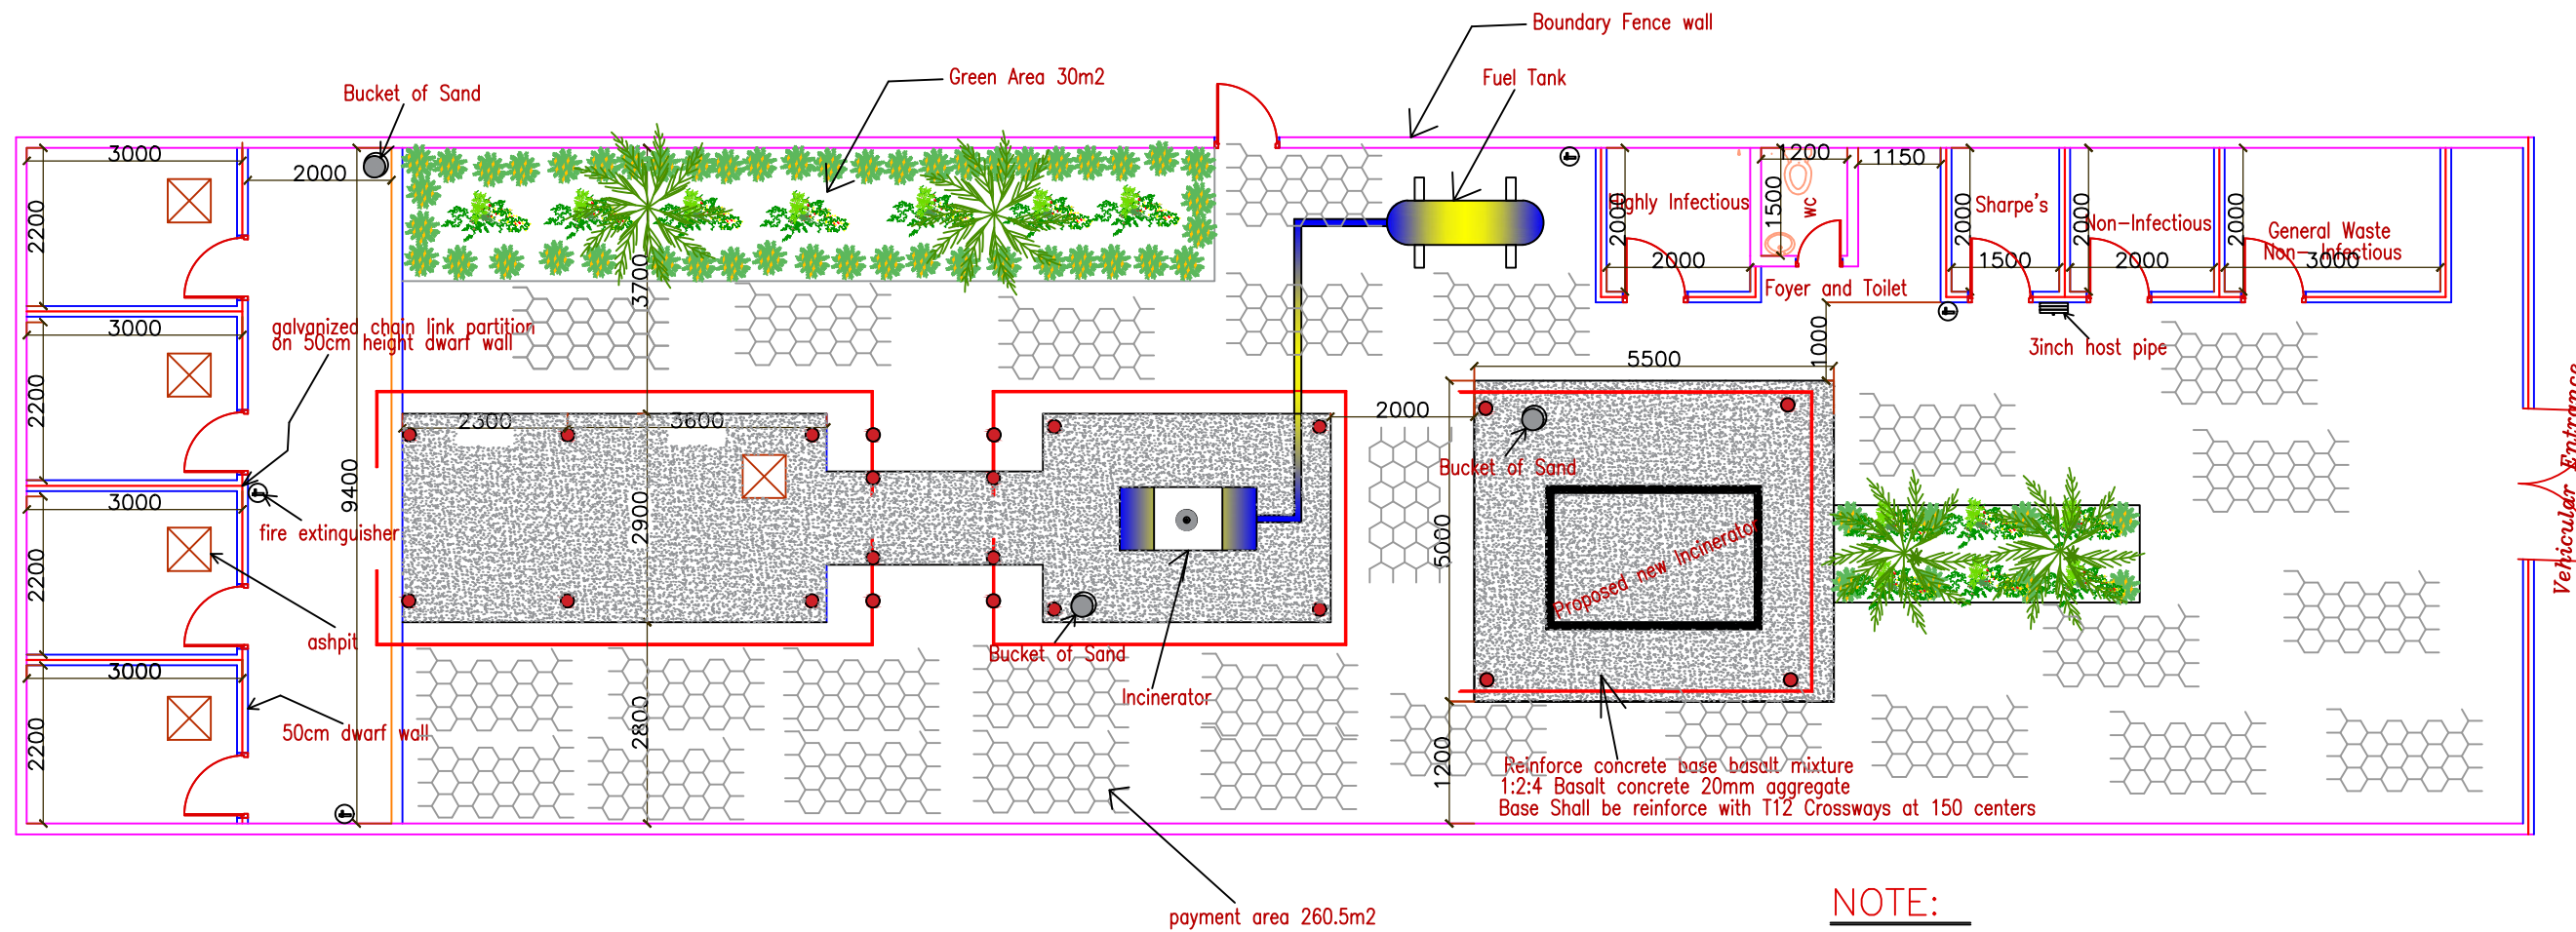 Boundary Fence wall
Green Area 30m2
Fuel Tank
Bucket of Sand
3000
2000
2200
3700
1200
1150
1500
WC
Highly Infectious
2000
2000
Sharpe's
2000
1500
Non-Infectious
2000
2000
General Waste
Non-Infectious
2000
3000
Foyer and Toilet
1000
3inch host pipe
3000
2200
galvanized chain link partition
on 50cm height dwarf wall
5500
2000
2300
3600
Bucket of Sand
9400
2900
5000
3000
2200
fire extinguisher
Proposed new Incinerator
Vehicular Entrance
ashpit
Bucket of Sand
Incinerator
3000
2200
50cm dwarf wall
2800
1200
Reinforce concrete base basalt mixture
1:2:4 Basalt concrete 20mm aggregate
Base Shall be reinforce with T12 Crossways at 150 centers
payment area 260.5m2
NOTE: